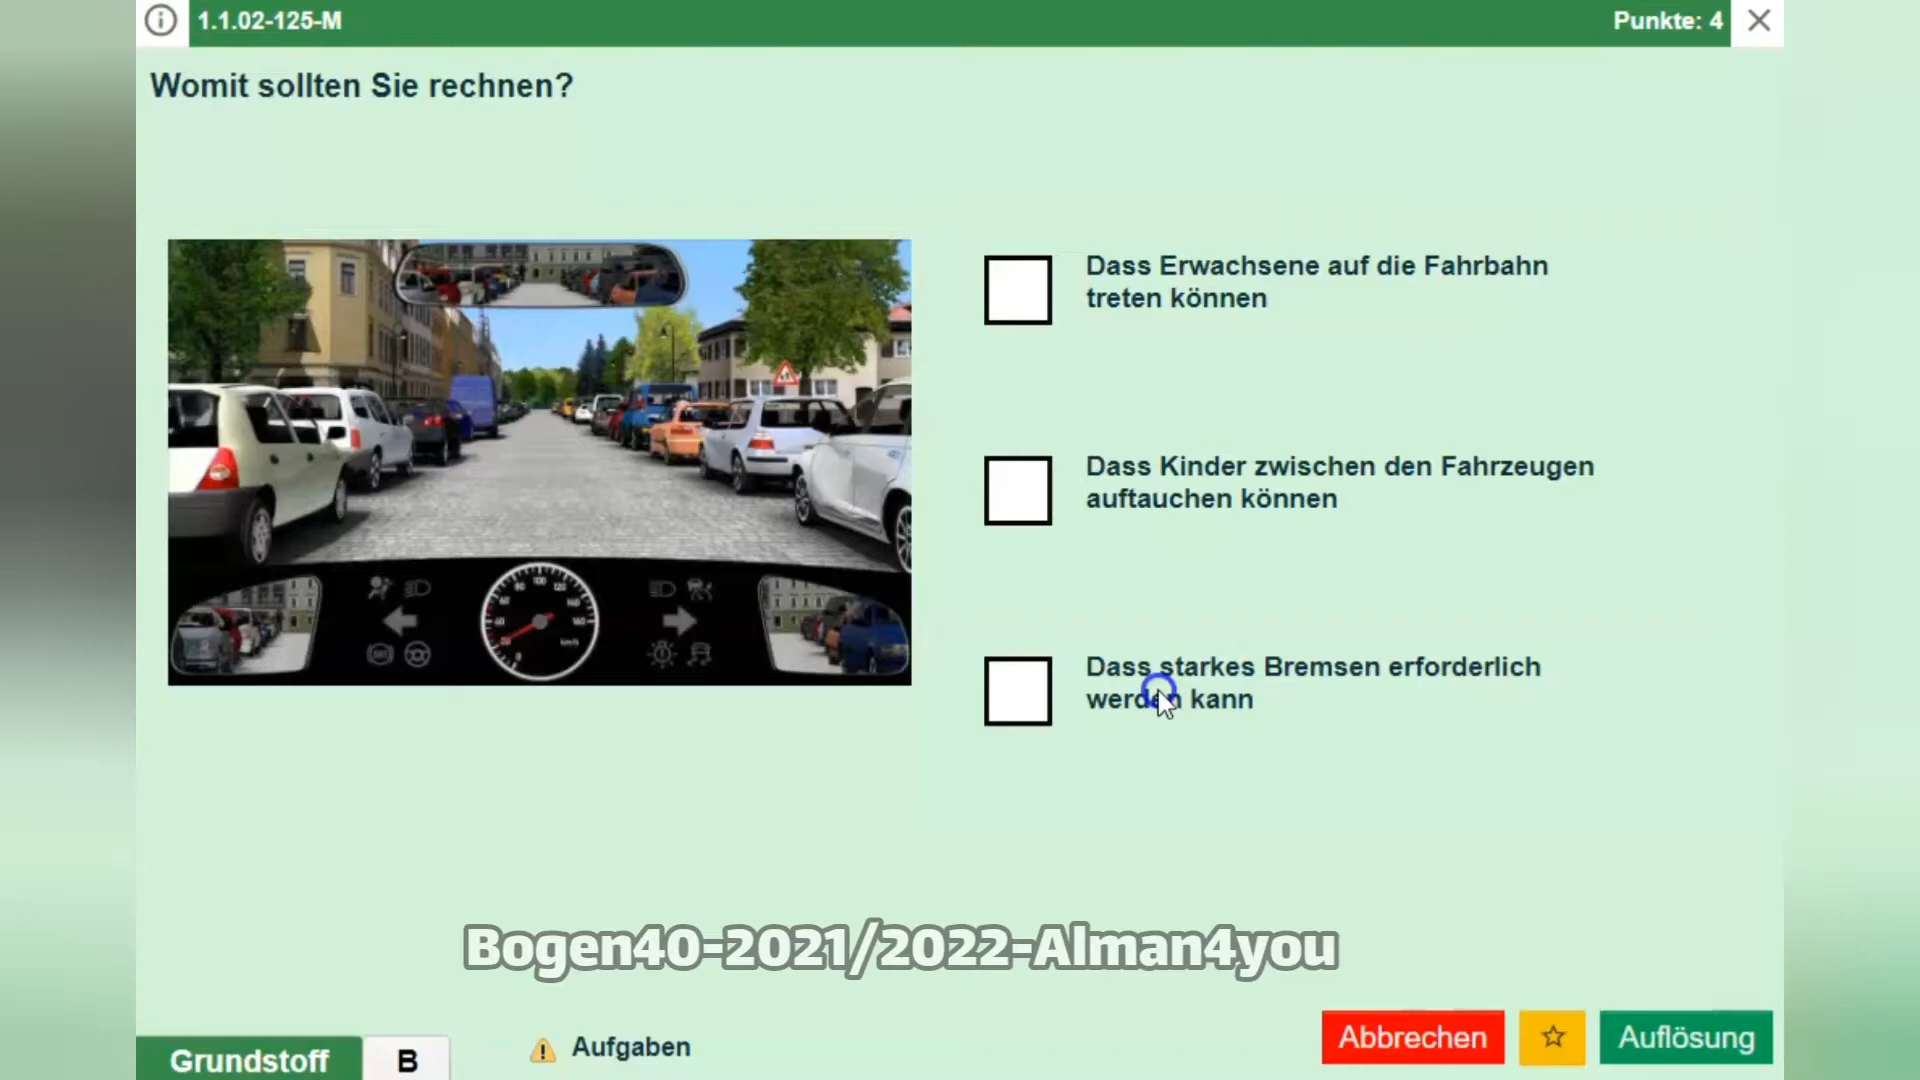 1.1.02-125-M
Punkte: 4
Womit sollten Sie rechnen?
Dass Erwachsene auf die Fahrbahn
treten können
Dass Kinder zwischen den Fahrzeugen
auftauchen können
Dass starkes Bremsen erforderlich
werden kann
Bogen40-2021/2022-Alman4you
Grundstoff
B
Aufgaben
Abbrechen
Auflösung